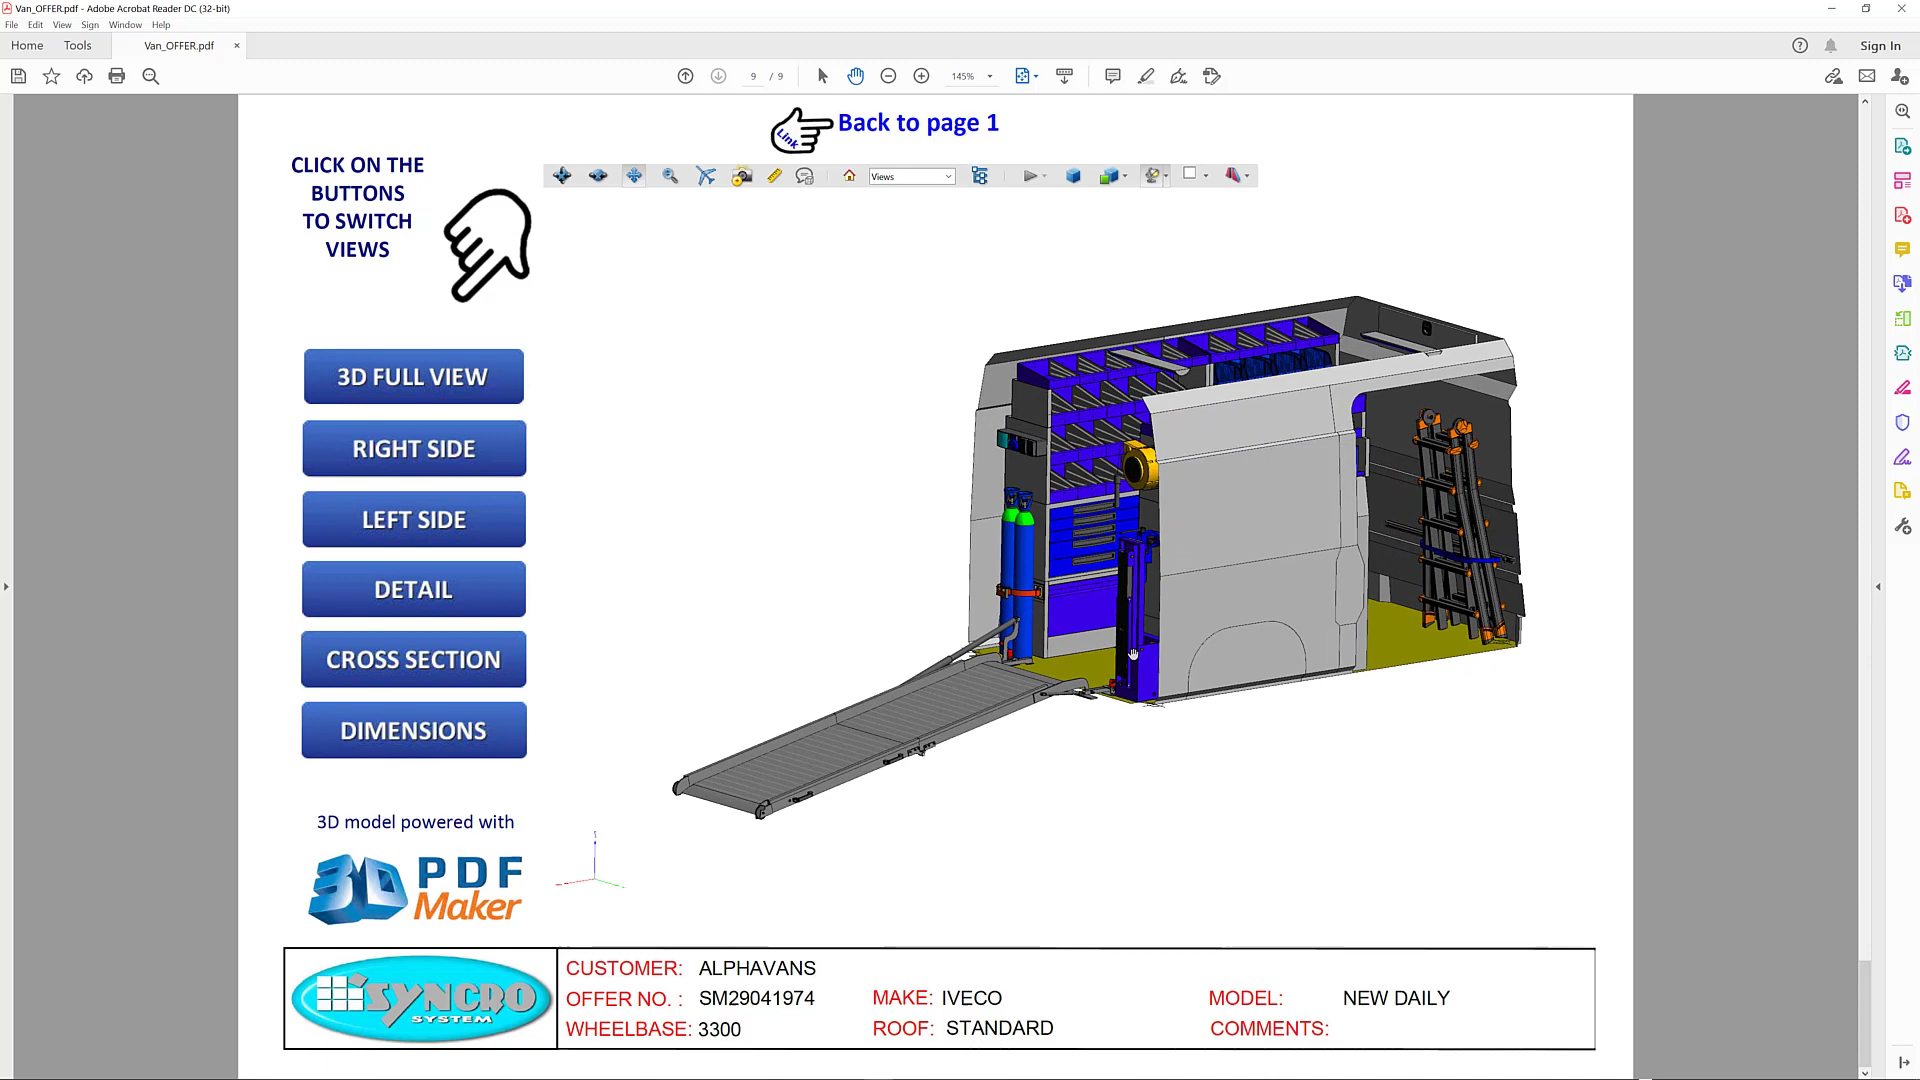 Van_OFFER.pdf - Adobe Acrobat Reader DC (32-bit)
File Edit View Sign Window Help
Home Tools Van_OFFER.pdf × Sign In
9 / 9 145%
Link Back to page 1
CLICK ON THE
BUTTONS
TO SWITCH
VIEWS
Views
3D FULL VIEW
RIGHT SIDE
LEFT SIDE
DETAIL
CROSS SECTION
DIMENSIONS
3D model powered with
3D PDF
Maker
SYNCRO
SYSTEM
CUSTOMER: ALPHAVANS
OFFER NO. : SM29041974 MAKE: IVECO MODEL: NEW DAILY
WHEELBASE: 3300 ROOF: STANDARD COMMENTS: